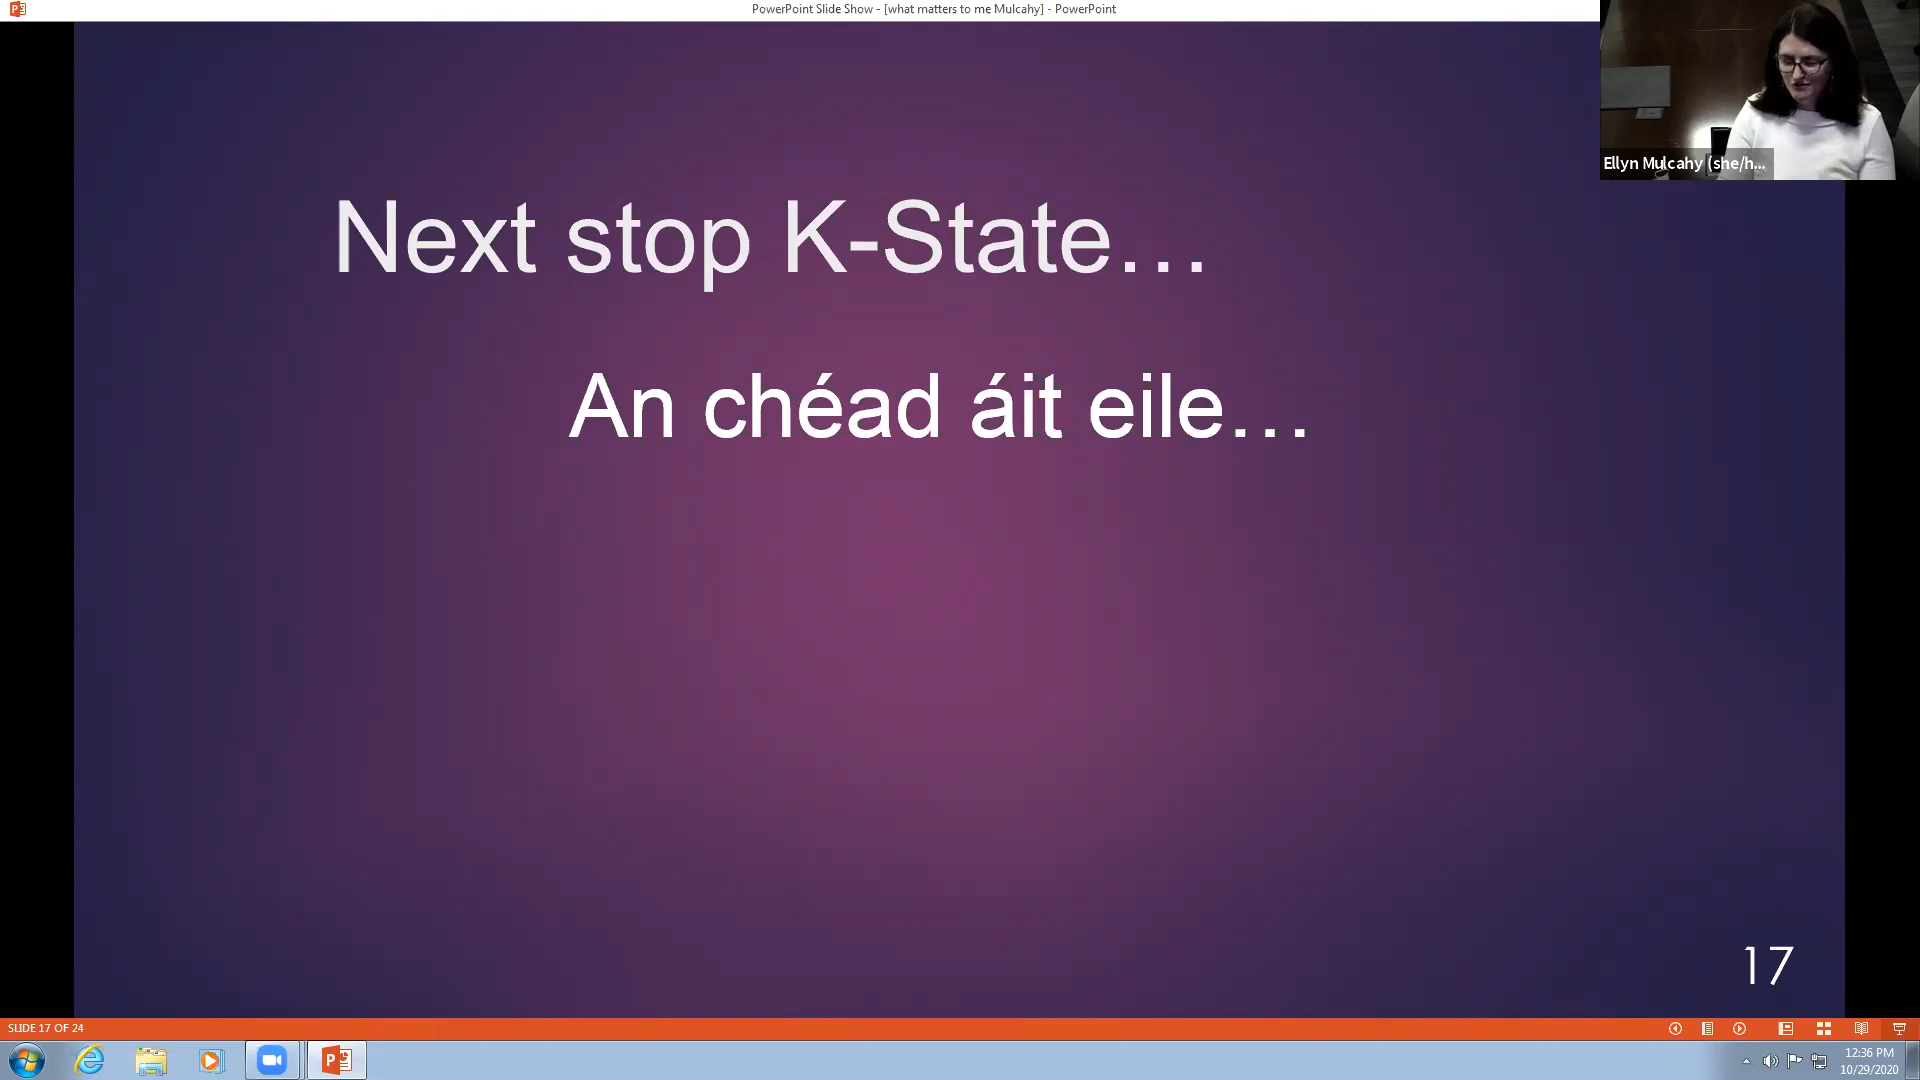 PowerPoint Slide Show - [what matters to me Mulcahy] - PowerPoint
Ellyn Mulcahy (she/h...
Next stop K-State…
An chéad áit eile…
17
SLIDE 17 OF 24
12:36 PM
10/29/2020